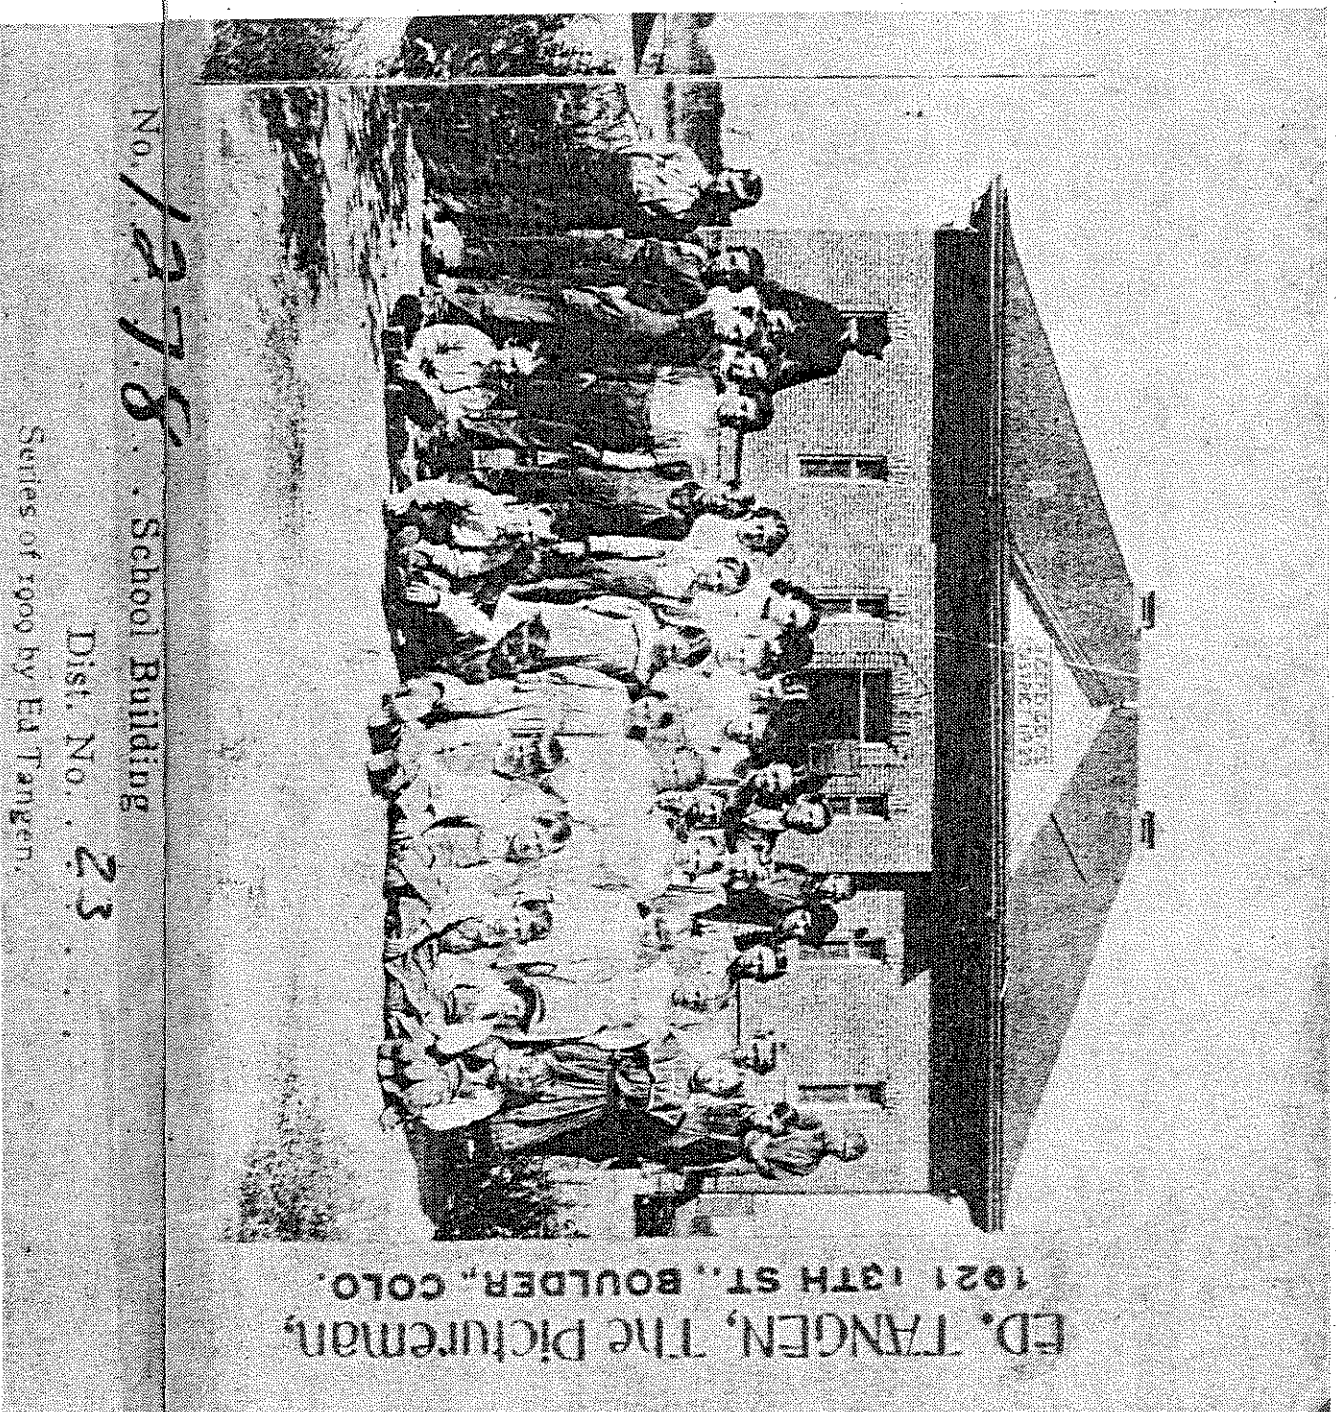 No. 1278 . School Building
Dist. No. . 23 . . . .
Series of 1900 by Ed Tangen.
ED. TANGEN, The Pictureman,
1921 13TH ST., BOULDER, COLO.